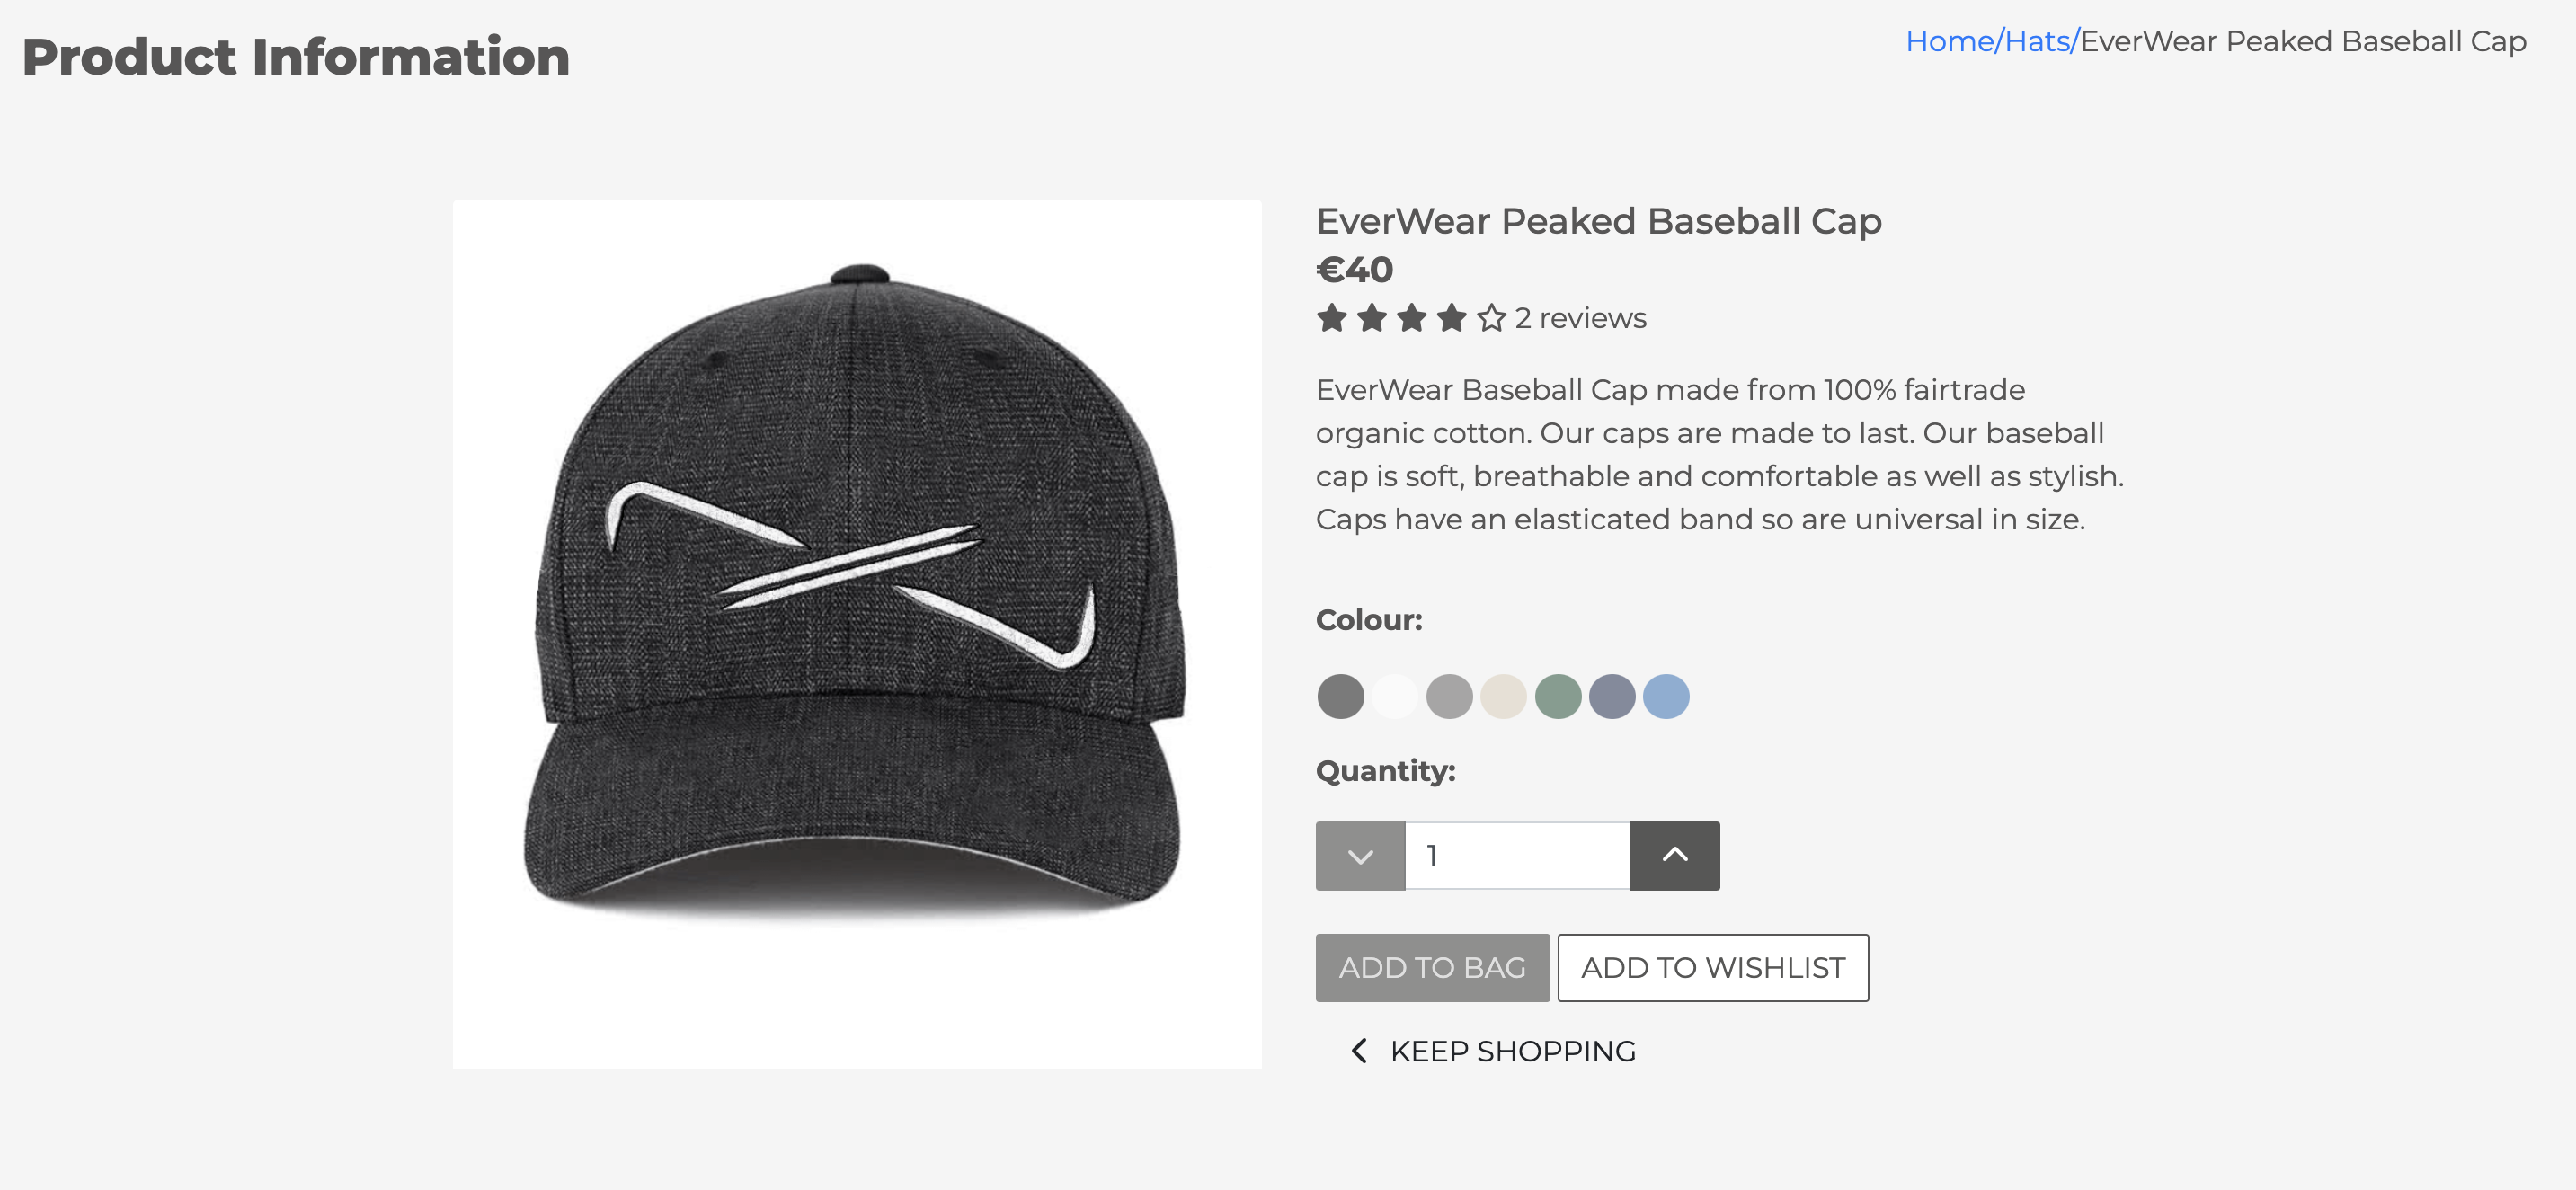 Product Information
Home/Hats/EverWear Peaked Baseball Cap
EverWear Peaked Baseball Cap
€40
2 reviews
EverWear Baseball Cap made from 100% fairtrade
organic cotton. Our caps are made to last. Our baseball
cap is soft, breathable and comfortable as well as stylish.
Caps have an elasticated band so are universal in size.
Colour:
Quantity:
1
ADD TO BAG
ADD TO WISHLIST
KEEP SHOPPING